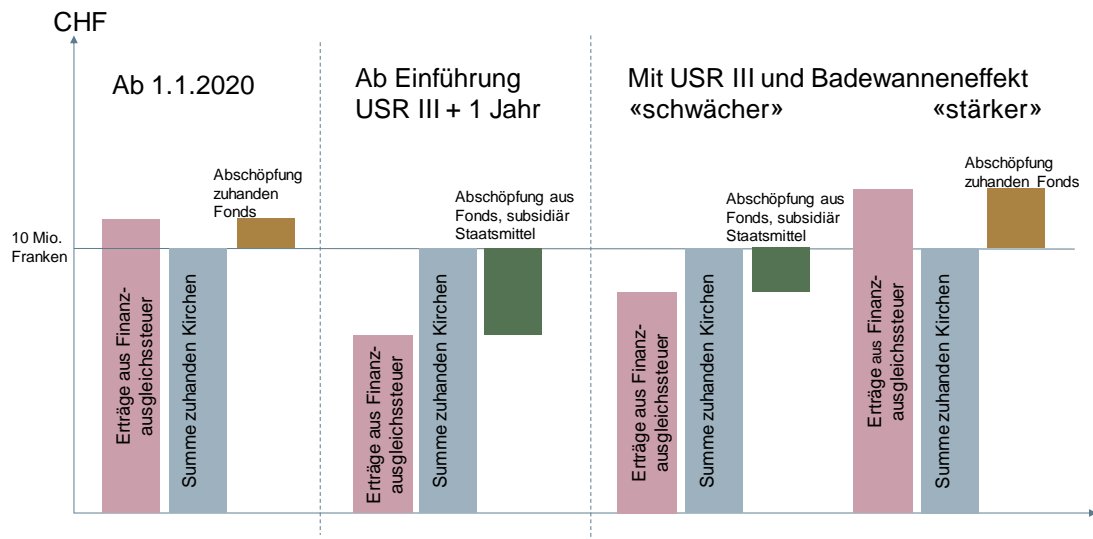 CHF
Ab 1.1.2020
Ab Einführung
USR III + 1 Jahr
Mit USR III und Badewanneneffekt
«schwächer» «stärker»
Abschöpfung
zuhanden
Fonds
Abschöpfung aus
Fonds, subsidiär
Staatsmittel
Abschöpfung aus
Fonds, subsidiär
Staatsmittel
Abschöpfung
zuhanden Fonds
10 Mio.
Franken
Erträge aus Finanz-
ausgleichssteuer
Summe zuhanden Kirchen
Erträge aus Finanz-
ausgleichssteuer
Summe zuhanden Kirchen
Erträge aus Finanz-
ausgleichssteuer
Summe zuhanden Kirchen
Erträge aus Finanz-
ausgleichssteuer
Summe zuhanden Kirchen